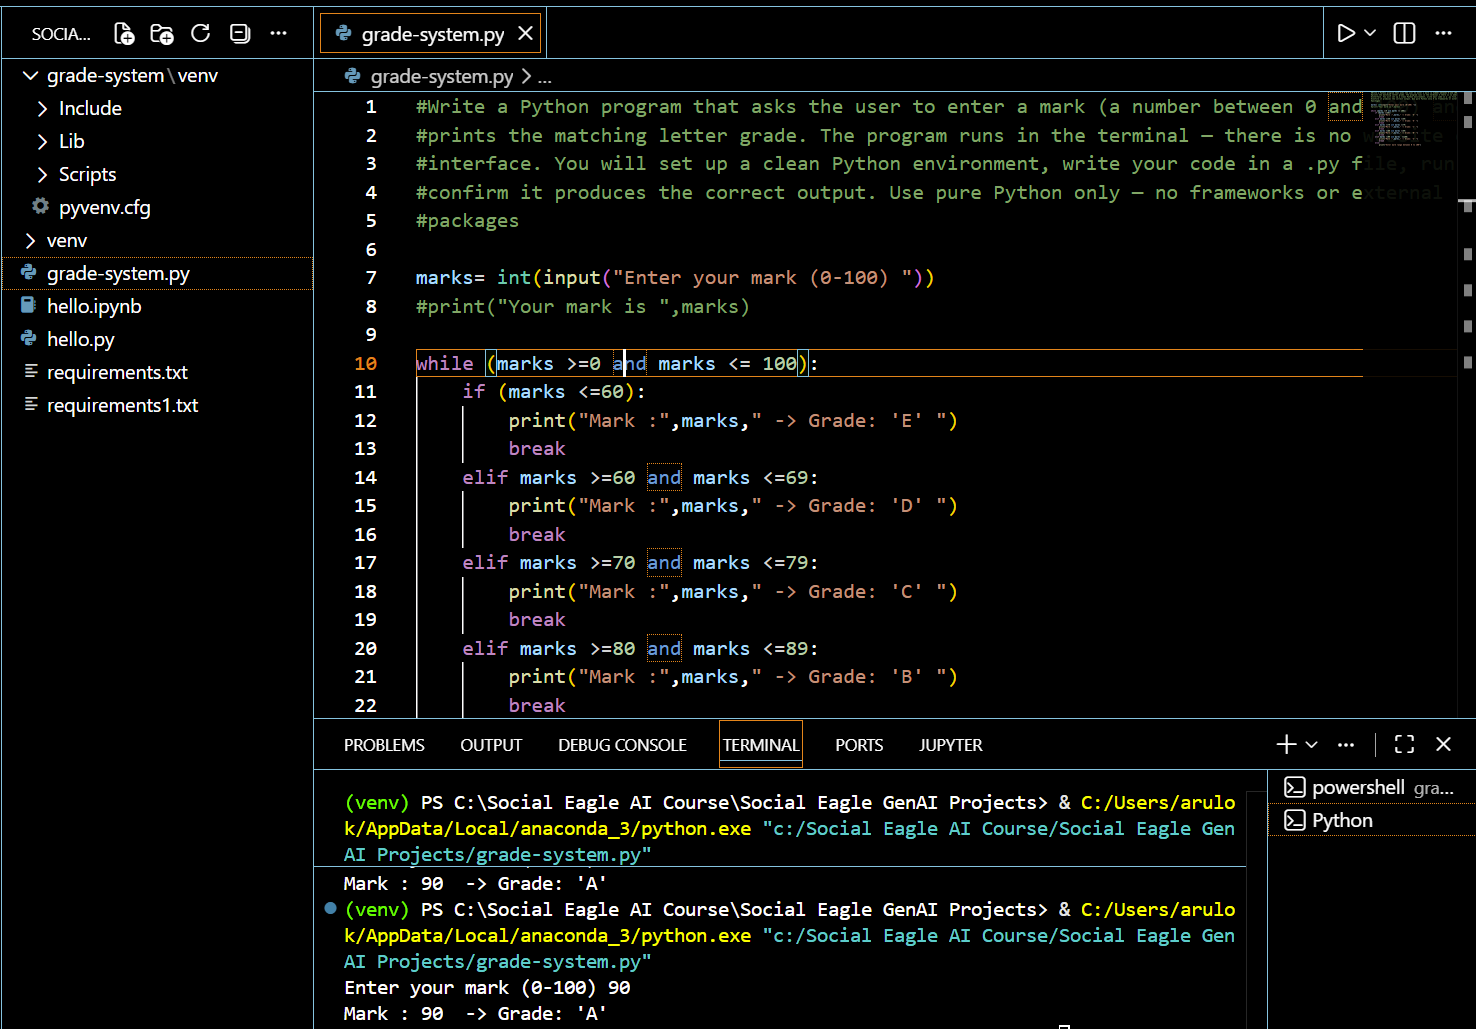 SOCIA...
grade-system.py
grade-system\venv
Include
Lib
Scripts
pyvenv.cfg
venv
grade-system.py
hello.ipynb
hello.py
requirements.txt
requirements1.txt
grade-system.py > ...
1 #Write a Python program that asks the user to enter a mark (a number between 0 and
2 #prints the matching letter grade. The program runs in the terminal — there is no
3 #interface. You will set up a clean Python environment, write your code in a .py file, run
4 #confirm it produces the correct output. Use pure Python only — no frameworks or external
5 #packages
6
7 marks= int(input("Enter your mark (0-100) "))
8 #print("Your mark is ",marks)
9
10 while (marks >=0 and marks <= 100):
11 if (marks <=60):
12 print("Mark :",marks," -> Grade: 'E' ")
13 break
14 elif marks >=60 and marks <=69:
15 print("Mark :",marks," -> Grade: 'D' ")
16 break
17 elif marks >=70 and marks <=79:
18 print("Mark :",marks," -> Grade: 'C' ")
19 break
20 elif marks >=80 and marks <=89:
21 print("Mark :",marks," -> Grade: 'B' ")
22 break
PROBLEMS OUTPUT DEBUG CONSOLE TERMINAL PORTS JUPYTER
(venv) PS C:\Social Eagle AI Course\Social Eagle GenAI Projects> & C:/Users/arulo
k/AppData/Local/anaconda_3/python.exe "c:/Social Eagle AI Course/Social Eagle Gen
AI Projects/grade-system.py"
Mark : 90  -> Grade: 'A'
(venv) PS C:\Social Eagle AI Course\Social Eagle GenAI Projects> & C:/Users/arulo
k/AppData/Local/anaconda_3/python.exe "c:/Social Eagle AI Course/Social Eagle Gen
AI Projects/grade-system.py"
Enter your mark (0-100) 90
Mark : 90  -> Grade: 'A'
powershell gra...
Python